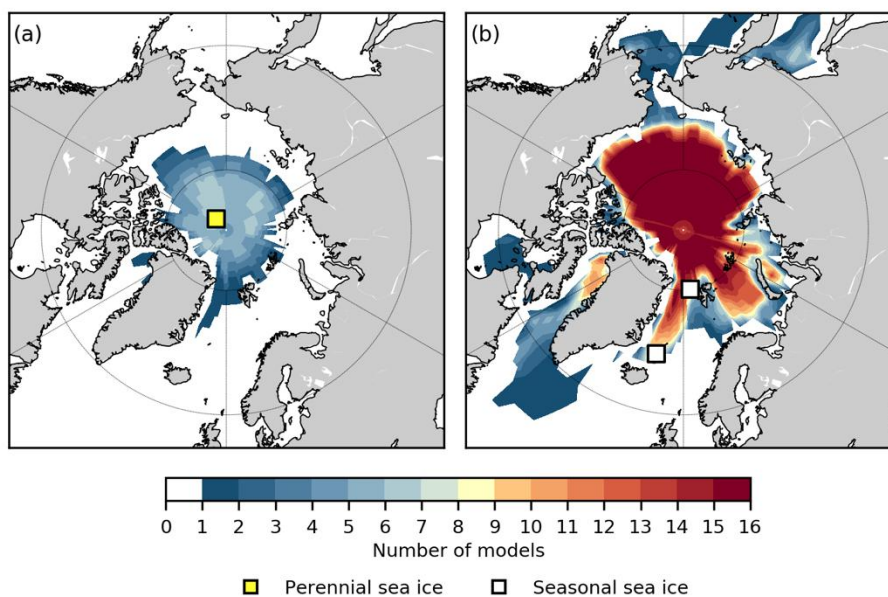 (a)
(b)
0 1 2 3 4 5 6 7 8 9 10 11 12 13 14 15 16
Number of models
Perennial sea ice
Seasonal sea ice